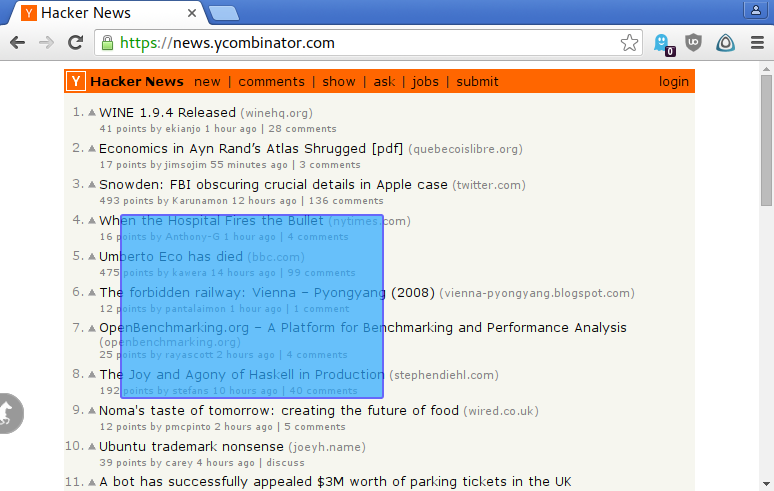 Hacker News
https://news.ycombinator.com
0
UD
Y Hacker News new | comments | show | ask | jobs | submit login
1. WINE 1.9.4 Released (winehq.org)
41 points by ekianjo 1 hour ago | 28 comments
2. Economics in Ayn Rand's Atlas Shrugged [pdf] (quebecoislibre.org)
17 points by jimsojim 55 minutes ago | 3 comments
3. Snowden: FBI obscuring crucial details in Apple case (twitter.com)
493 points by Karunamon 12 hours ago | 136 comments
4. When the Hospital Fires the Bullet (nytimes.com)
16 points by Anthony-G 1 hour ago | 4 comments
5. Umberto Eco has died (bbc.com)
475 points by kawera 14 hours ago | 99 comments
6. The forbidden railway: Vienna – Pyongyang (2008) (vienna-pyongyang.blogspot.com)
12 points by pantalaimon 1 hour ago | 1 comment
7. OpenBenchmarking.org – A Platform for Benchmarking and Performance Analysis
(openbenchmarking.org)
25 points by rayascott 2 hours ago | 4 comments
8. The Joy and Agony of Haskell in Production (stephendiehl.com)
192 points by stefans 10 hours ago | 40 comments
9. Noma's taste of tomorrow: creating the future of food (wired.co.uk)
12 points by pmcpinto 2 hours ago | 5 comments
10. Ubuntu trademark nonsense (joeyh.name)
39 points by carey 4 hours ago | discuss
11. A bot has successfully appealed $3M worth of parking tickets in the UK